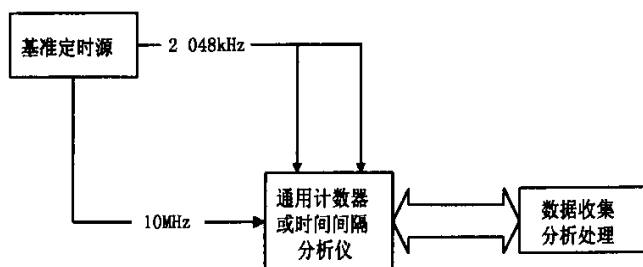 基准定时源
2 048kHz
10MHz
通用计数器
或时间间隔
分析仪
数据收集
分析处理